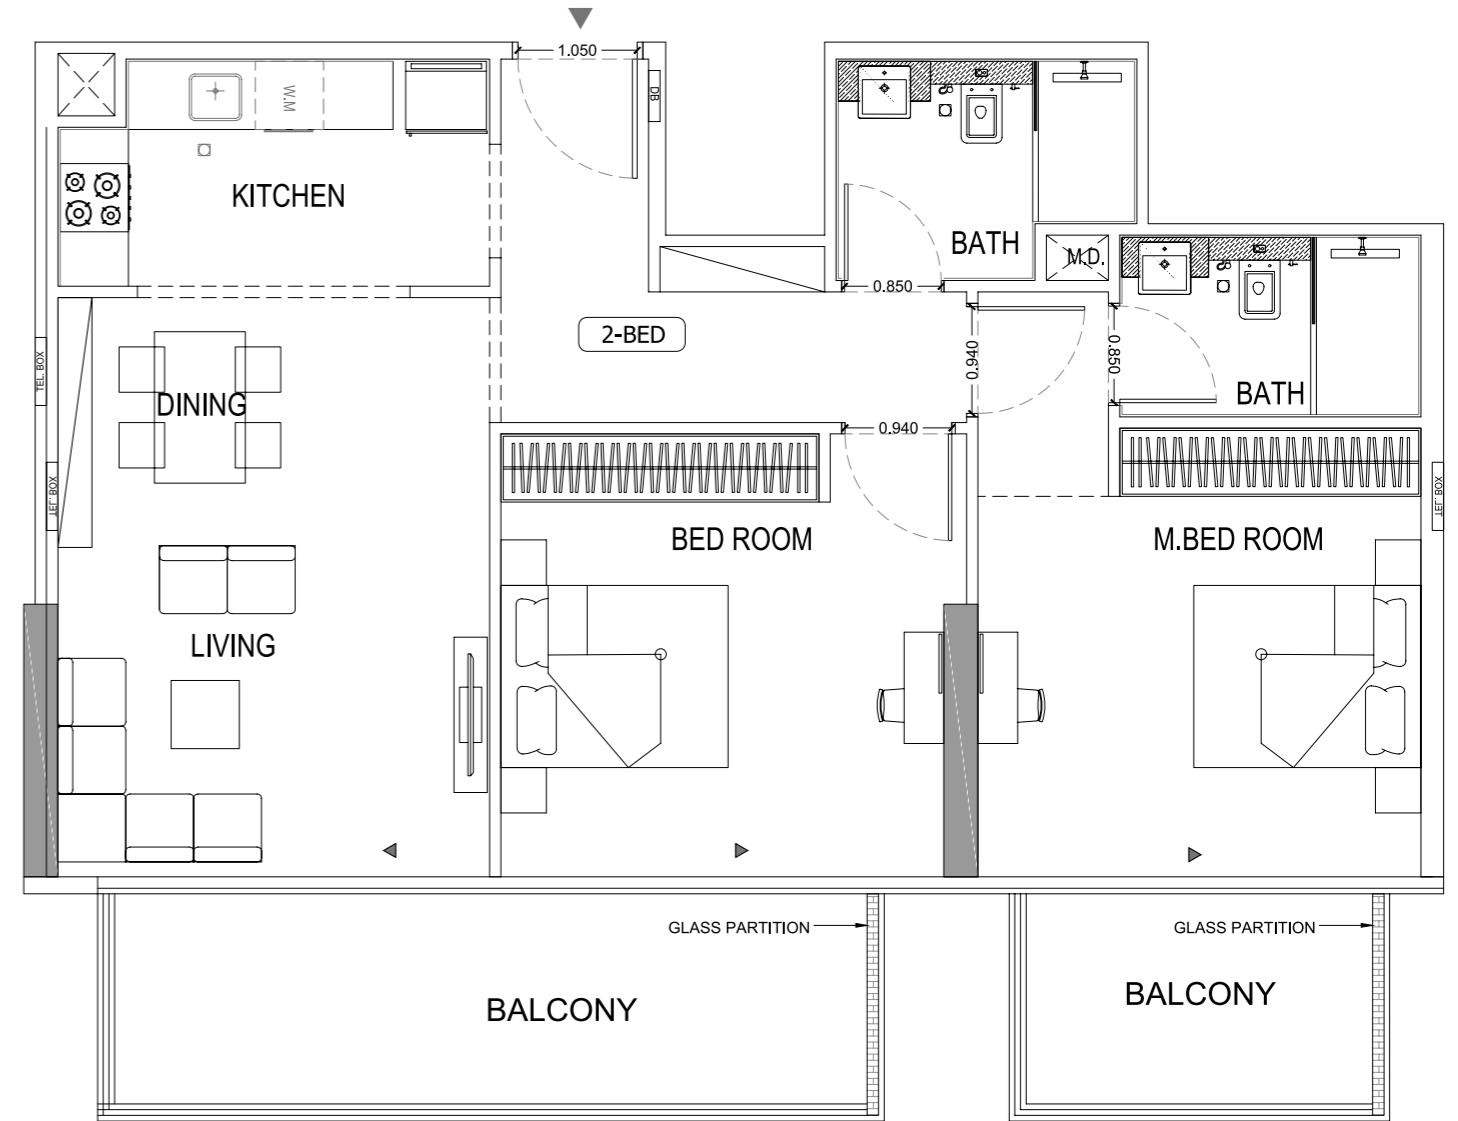 1.050
W.M
DB
KITCHEN
BATH
M.D.
0.850
2-BED
0.940
0.850
TEL. BOX
DINING
BATH
0.940
TEL. BOX
TEL. BOX
BED ROOM
M.BED ROOM
LIVING
GLASS PARTITION
GLASS PARTITION
BALCONY
BALCONY